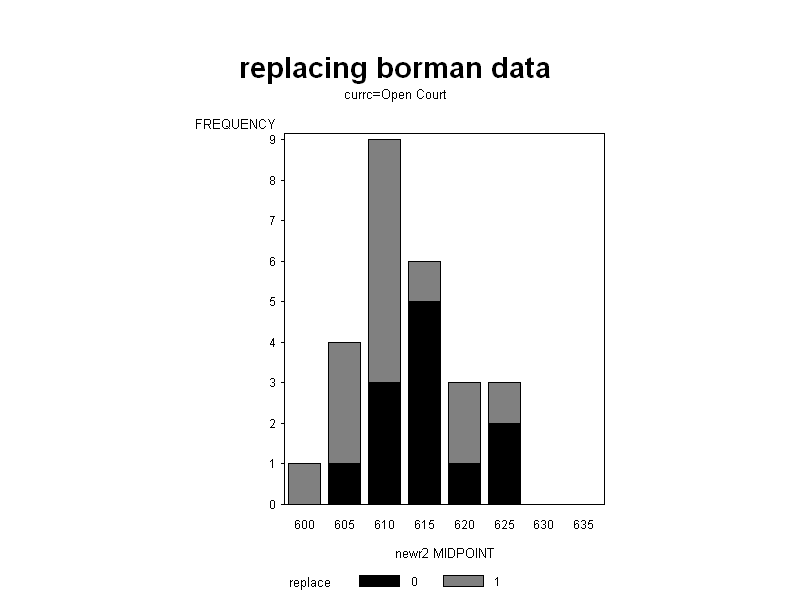 replacing borman data
currc=Open Court
FREQUENCY
9
8
7
6
5
4
3
2
1
0
600 605 610 615 620 625 630 635
newr2 MIDPOINT
replace 0 1